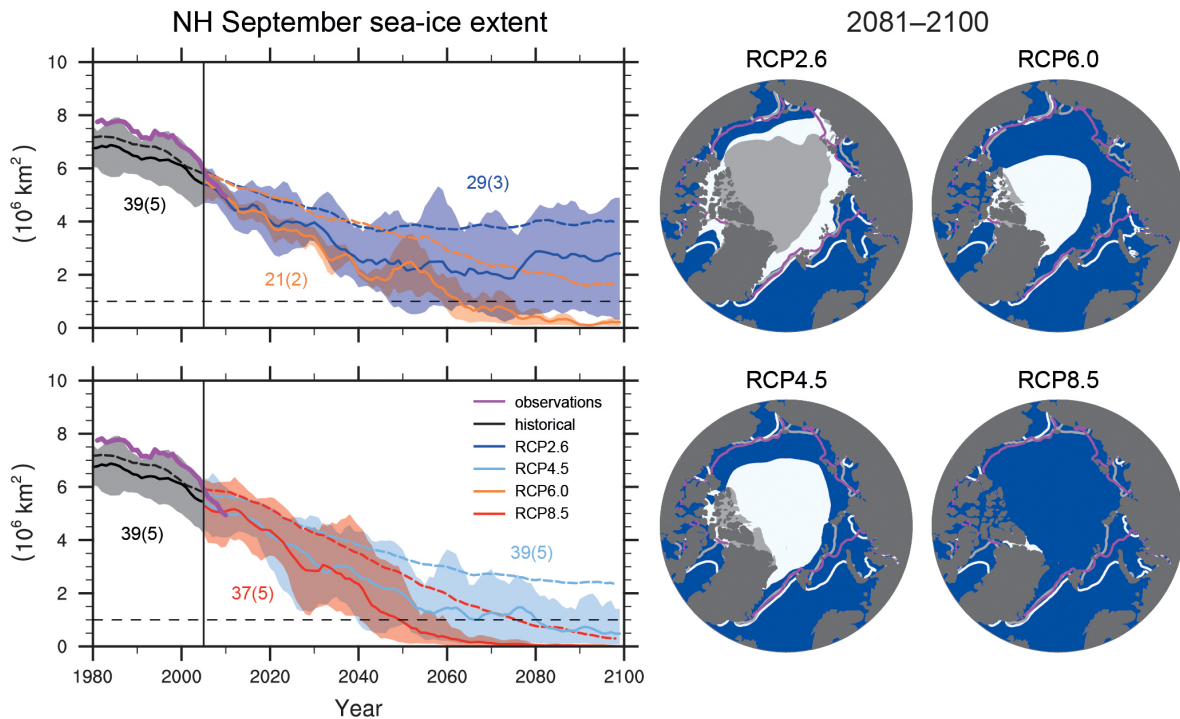 NH September sea-ice extent
10
8
6
4
2
0
(10⁶ km²)
39(5)
29(3)
21(2)
10
8
6
4
2
0
(10⁶ km²)
39(5)
37(5)
39(5)
observations
historical
RCP2.6
RCP4.5
RCP6.0
RCP8.5
1980 2000 2020 2040 2060 2080 2100
Year
2081–2100
RCP2.6
RCP6.0
RCP4.5
RCP8.5